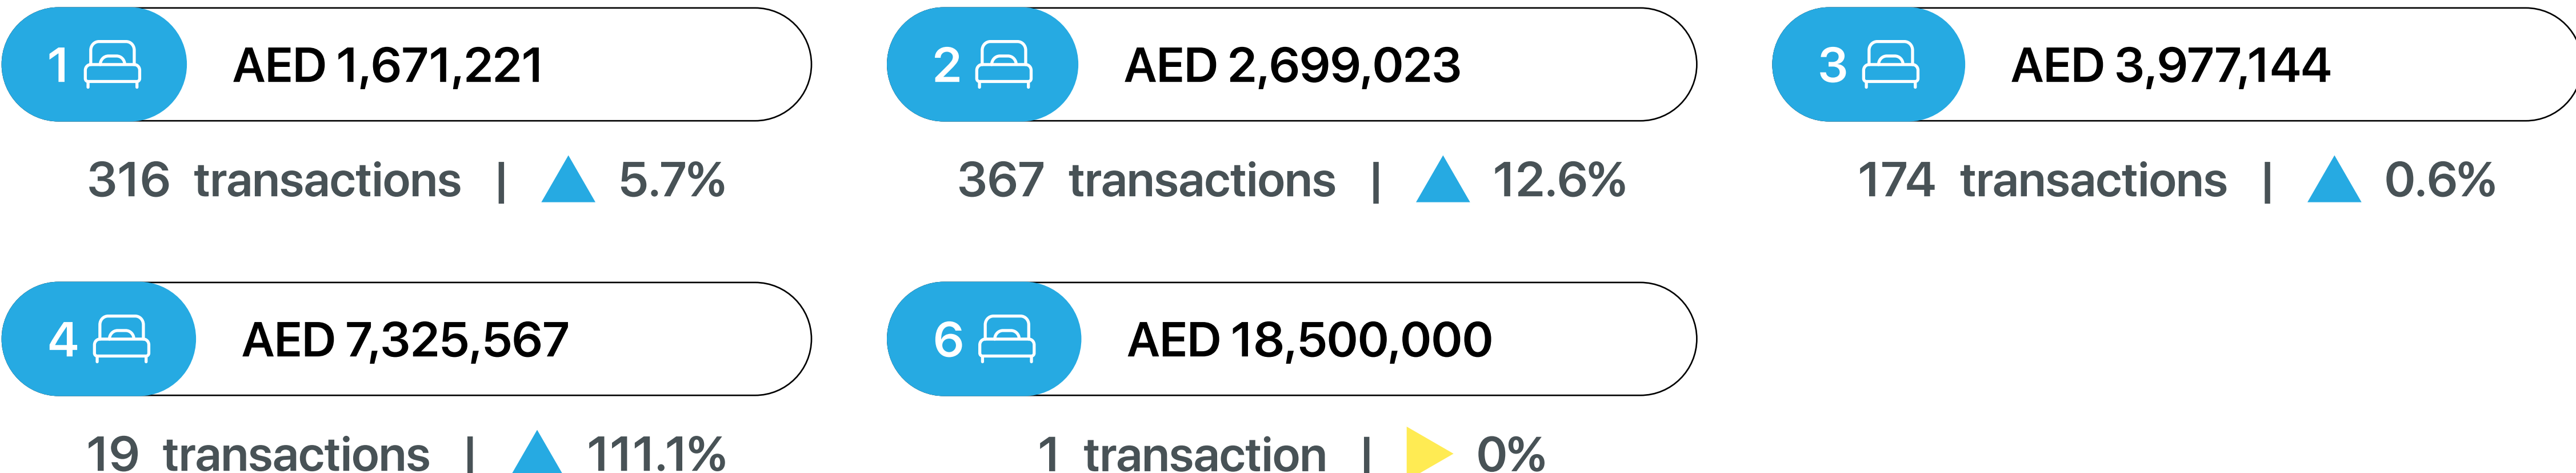 1 AED 1,671,221
316 transactions | 5.7%
2 AED 2,699,023
367 transactions | 12.6%
3 AED 3,977,144
174 transactions | 0.6%
4 AED 7,325,567
19 transactions | 111.1%
6 AED 18,500,000
1 transaction | 0%